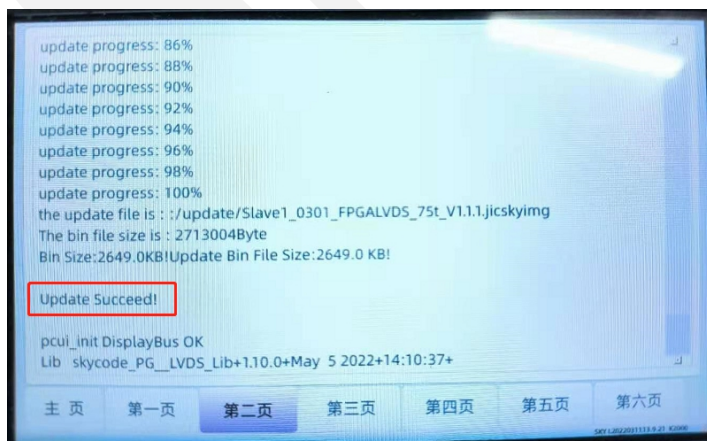 update progress: 86%
update progress: 88%
update progress: 90%
update progress: 92%
update progress: 94%
update progress: 96%
update progress: 98%
update progress: 100%
the update file is : :/update/Slave1_0301_FPGALVDS_75t_V1.1.1.jicskyimg
The bin file size is : 2713004Byte
Bin Size:2649.0KB!Update Bin File Size:2649.0 KB!
Update Succeed!
pcui_init DisplayBus OK
Lib skycode_PG__LVDS_Lib+1.10.0+May 5 2022+14:10:37+
主 页 第一页 第二页 第三页 第四页 第五页 第六页